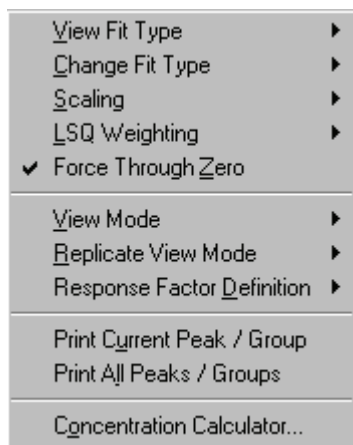 View Fit Type
Change Fit Type
Scaling
LSQ Weighting
Force Through Zero
View Mode
Replicate View Mode
Response Factor Definition
Print Current Peak / Group
Print All Peaks / Groups
Concentration Calculator...